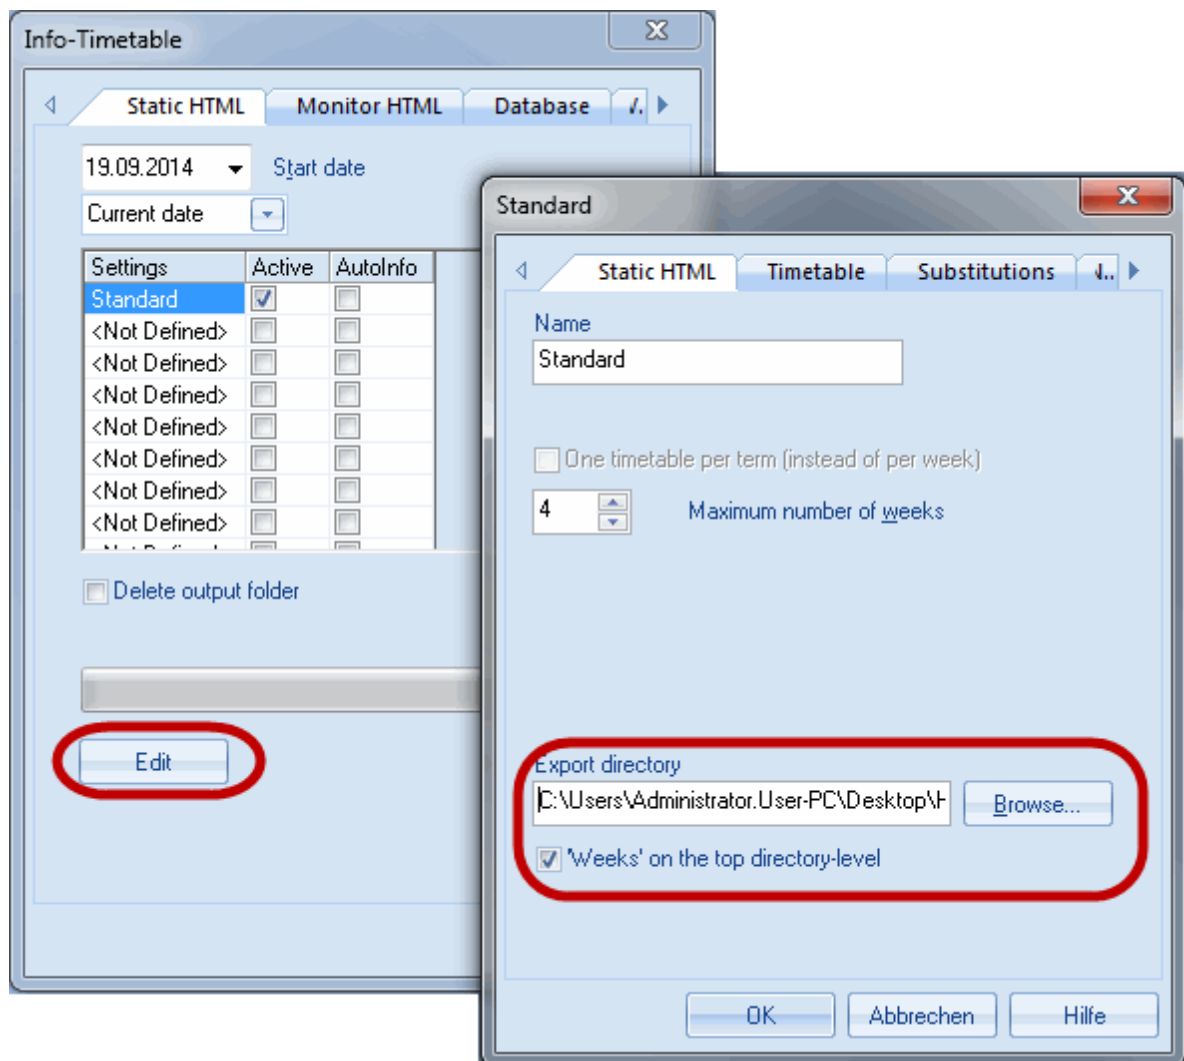 Info-Timetable
Static HTML Monitor HTML Database
19.09.2014 Start date
Current date
Settings Active AutoInfo
Standard
<Not Defined>
<Not Defined>
<Not Defined>
<Not Defined>
<Not Defined>
<Not Defined>
<Not Defined>
Delete output folder
Edit
Standard
Static HTML Timetable Substitutions
Name
Standard
One timetable per term (instead of per week)
4 Maximum number of weeks
Export directory
C:\Users\Administrator.User-PC\Desktop\H Browse...
'Weeks' on the top directory-level
OK Abbrechen Hilfe